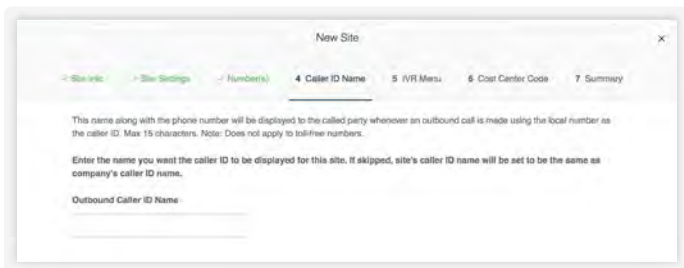 New Site
×
✓ Site Info ✓ Site Settings ✓ Number(s) 4 Caller ID Name 5 IVR Menu 6 Cost Center Code 7 Summary
This name along with the phone number will be displayed to the called party whenever an outbound call is made using the local number as
the caller ID. Max 15 characters. Note: Does not apply to toll-free numbers.
Enter the name you want the caller ID to be displayed for this site. If skipped, site's caller ID name will be set to be the same as
company's caller ID name.
Outbound Caller ID Name